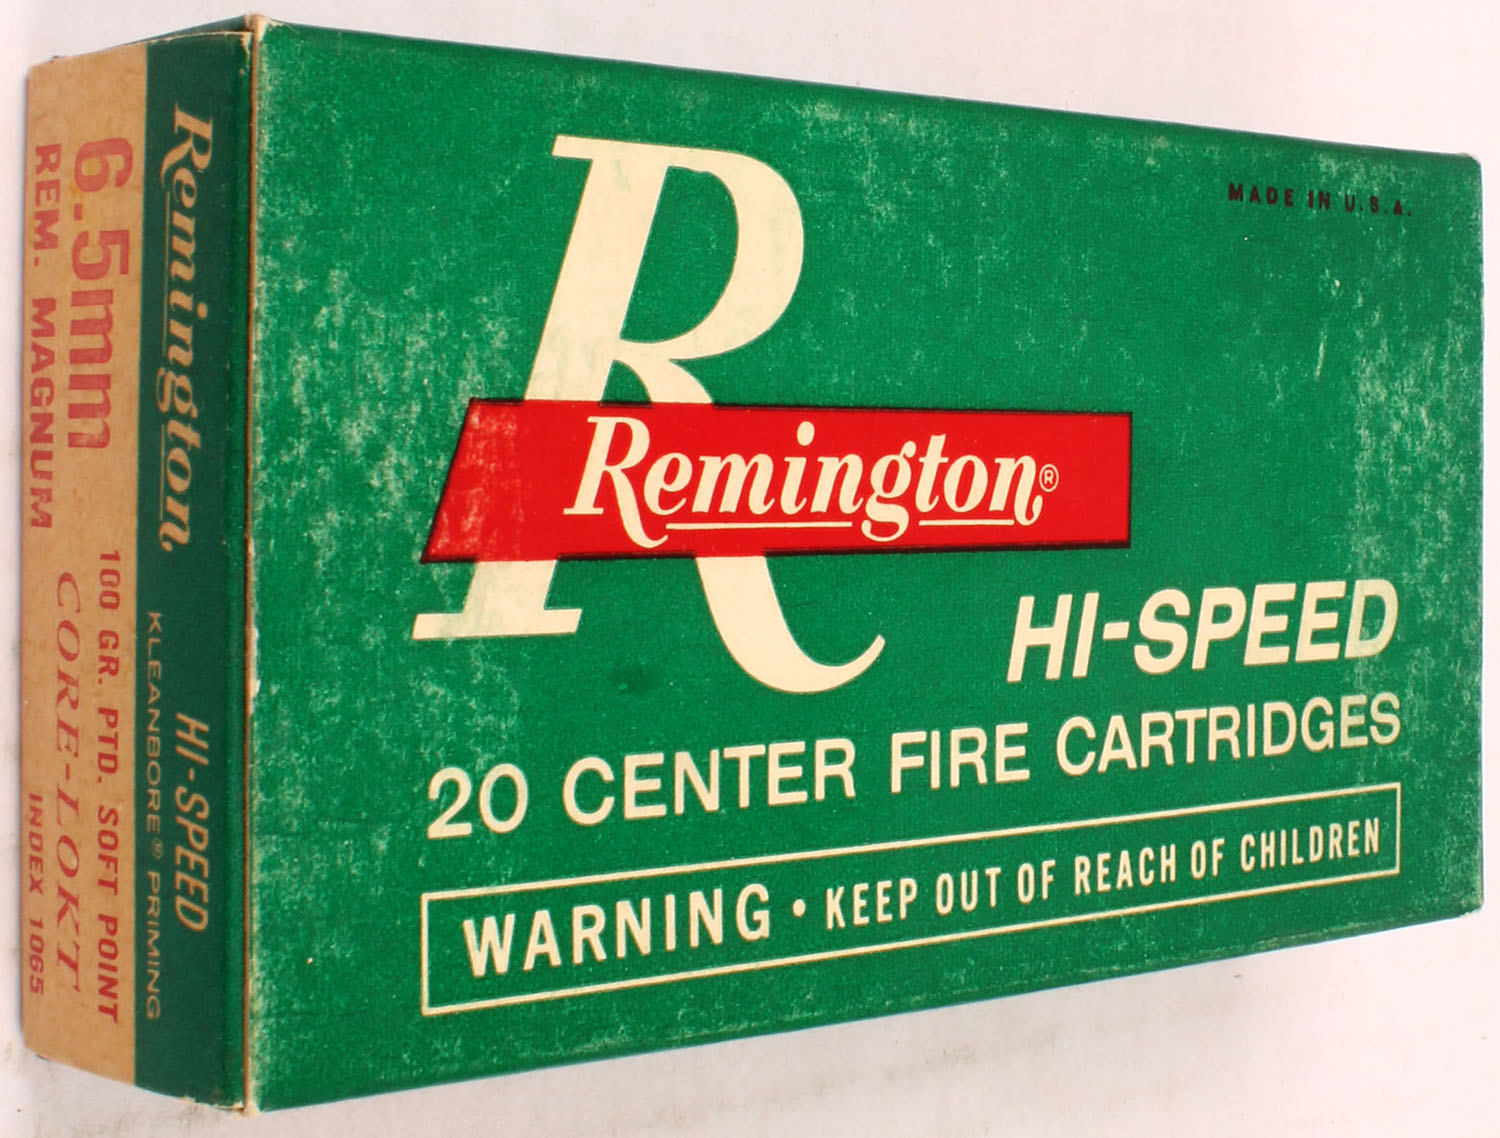 MADE IN U.S.A.
R
Remington®
HI-SPEED
20 CENTER FIRE CARTRIDGES
WARNING • KEEP OUT OF REACH OF CHILDREN
Remington HI-SPEED
KLEANBORE® PRIMING
6.5mm 100 GR. PTD. SOFT POINT
REM. MAGNUM CORE-LOKT
INDEX 1065